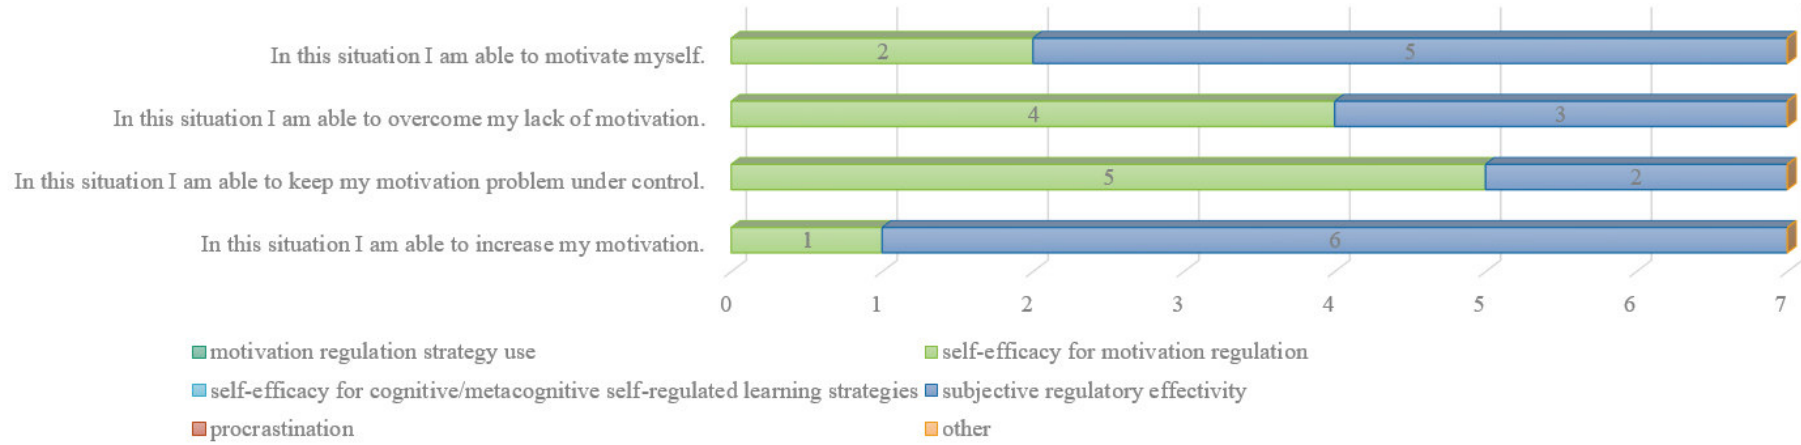 In this situation I am able to motivate myself. 2 5
In this situation I am able to overcome my lack of motivation. 4 3
In this situation I am able to keep my motivation problem under control. 5 2
In this situation I am able to increase my motivation. 1 6
0 1 2 3 4 5 6 7
motivation regulation strategy use self-efficacy for motivation regulation
self-efficacy for cognitive/metacognitive self-regulated learning strategies subjective regulatory effectivity
procrastination other